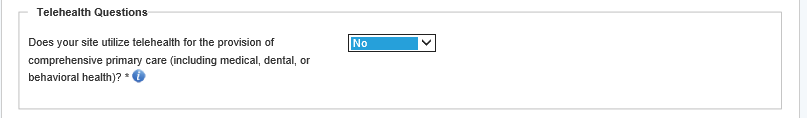 Telehealth Questions
Does your site utilize telehealth for the provision of No
comprehensive primary care (including medical, dental, or
behavioral health)? * i